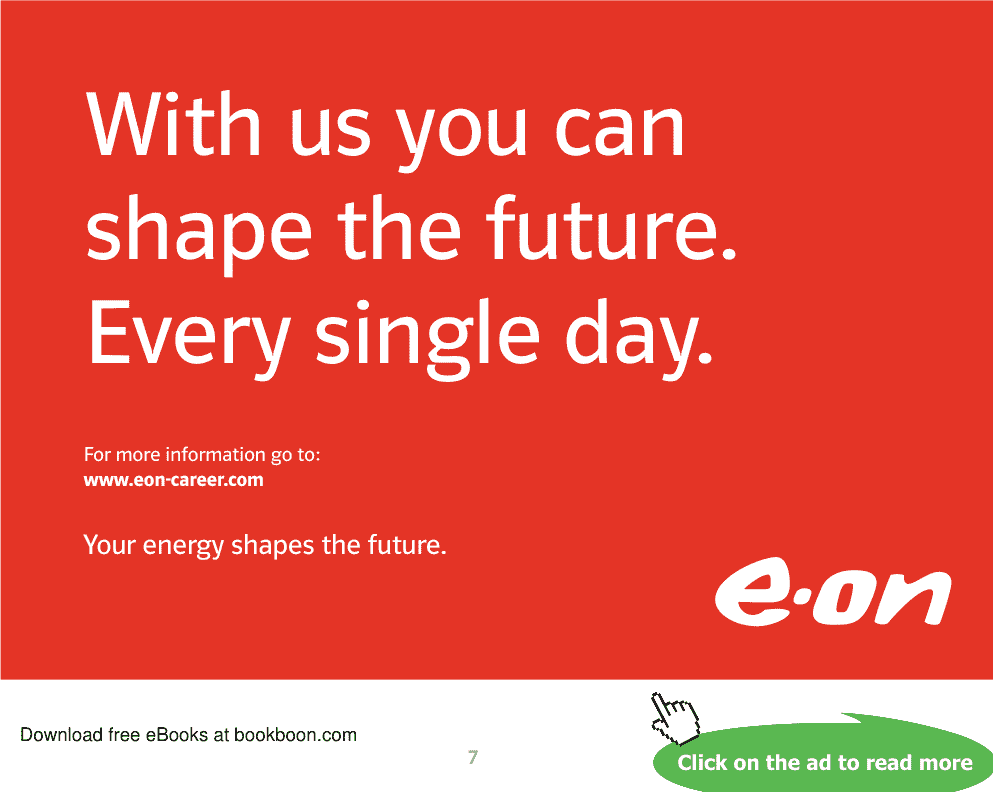 With us you can
shape the future.
Every single day.
For more information go to:
www.eon-career.com
Your energy shapes the future.
e·on
Download free eBooks at bookboon.com
7
Click on the ad to read more